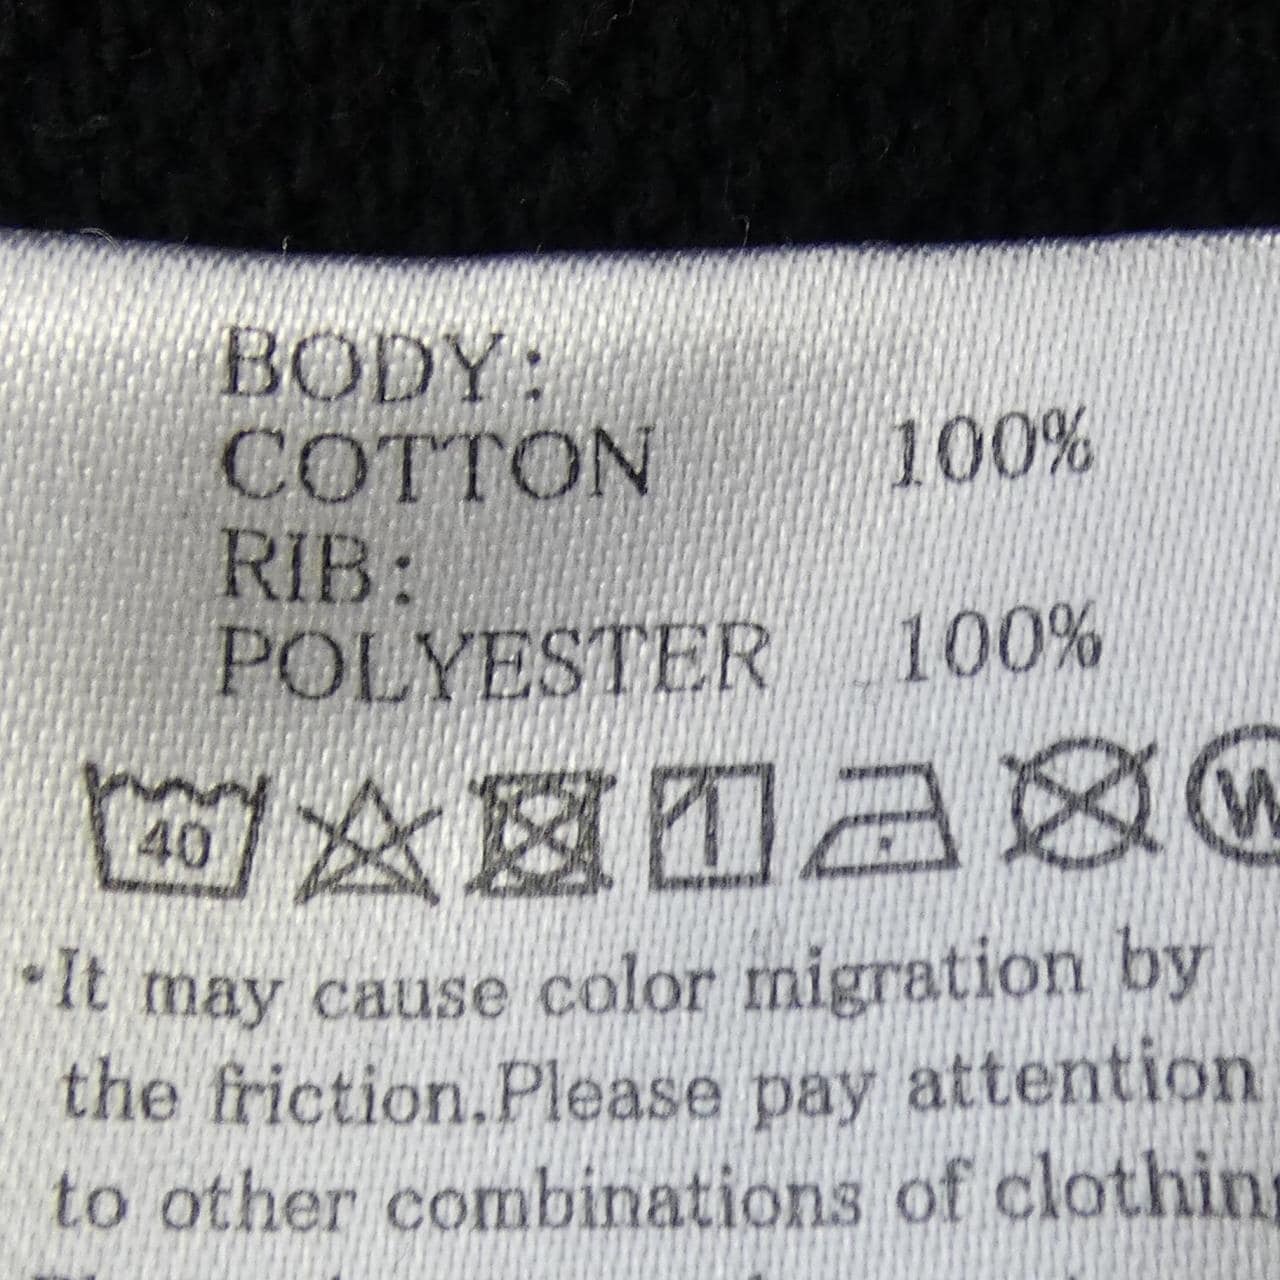 BODY:
COTTON 100%
RIB:
POLYESTER 100%
40 W
•It may cause color migration by
the friction.Please pay attention
to other combinations of clothing